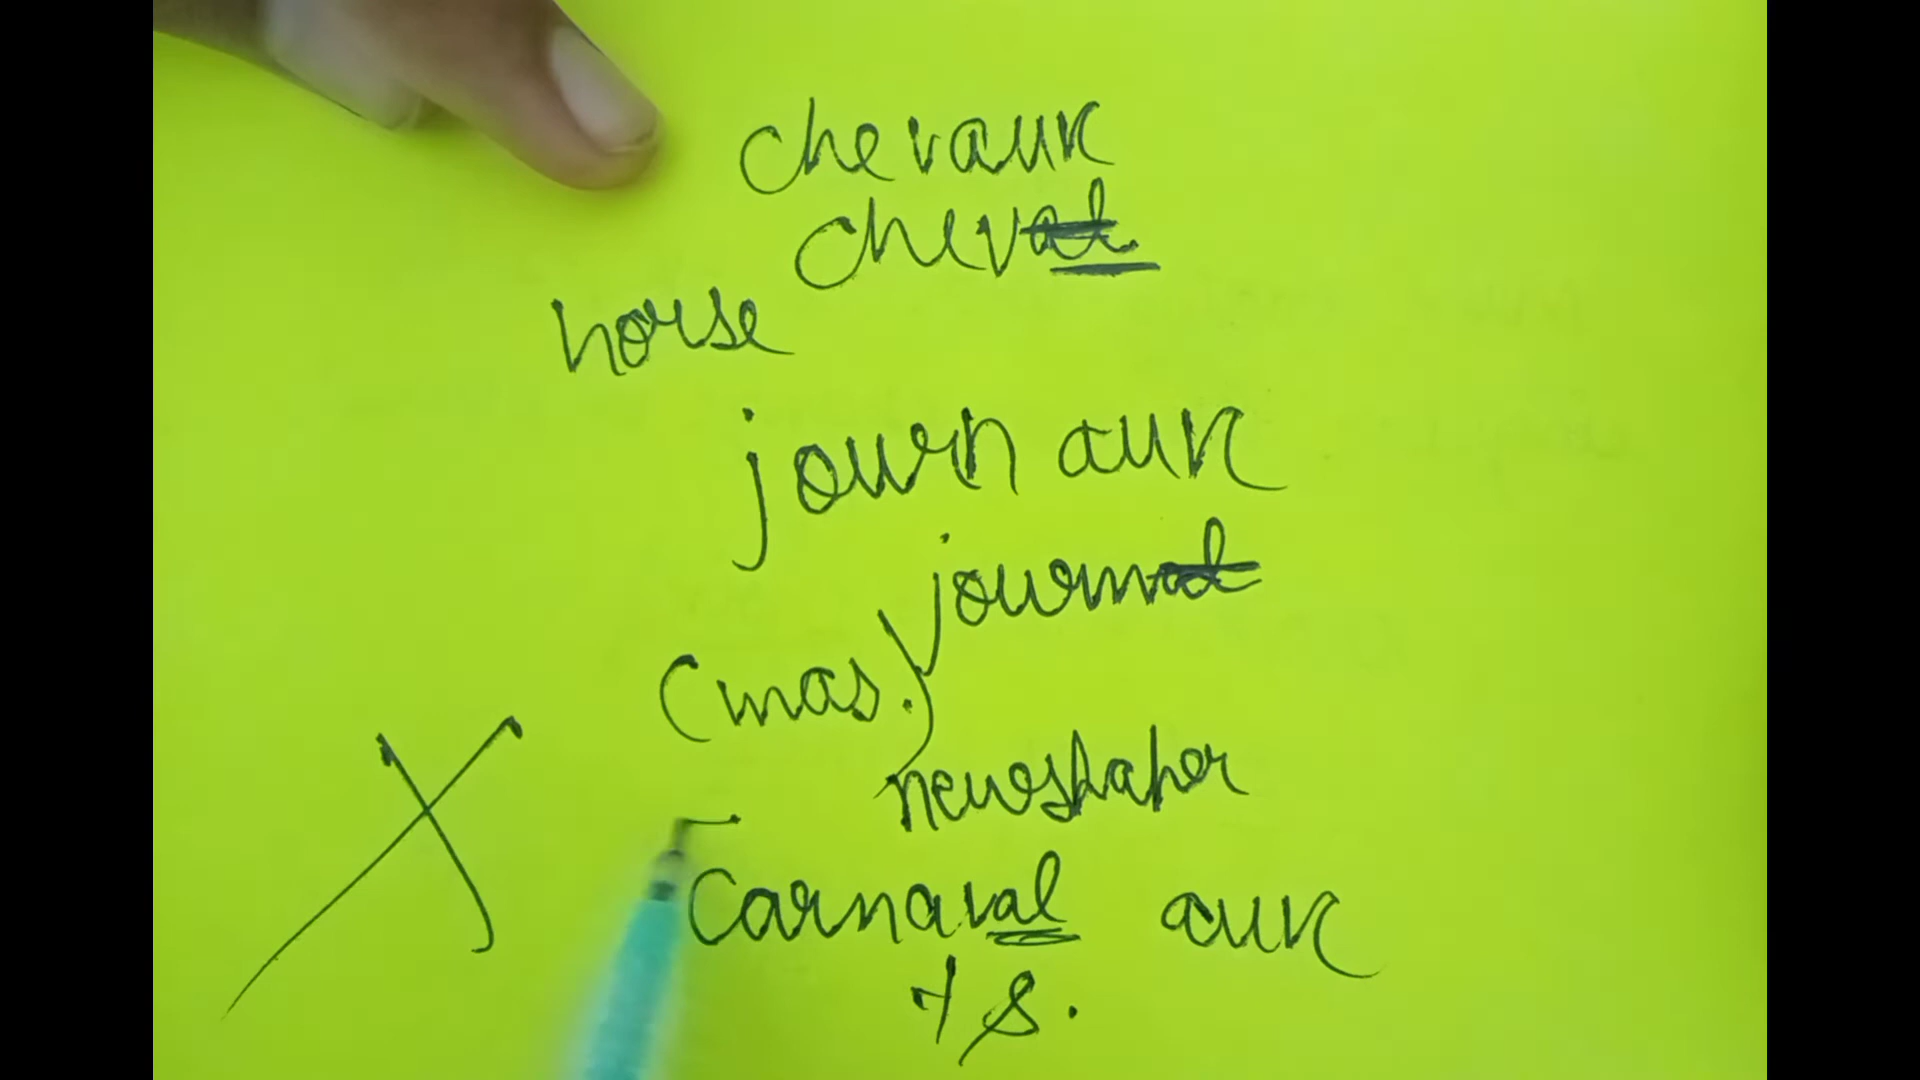 chevaux
cheval
horse
journaux
journal
(mas.)
newspaper
Carnaval aux
+ s.